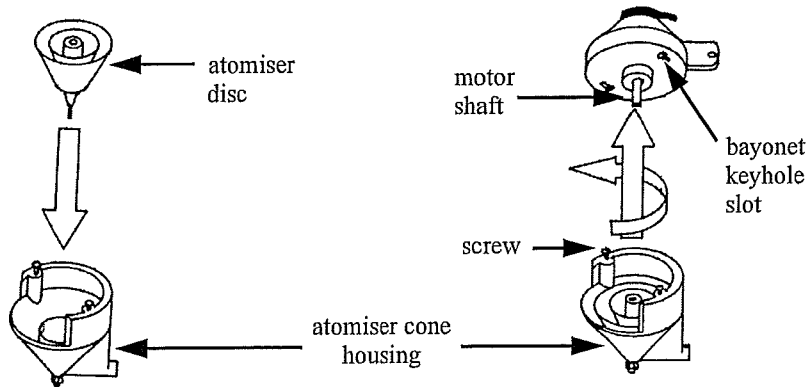 atomiser
disc
motor
shaft
bayonet
keyhole
slot
screw
atomiser cone
housing